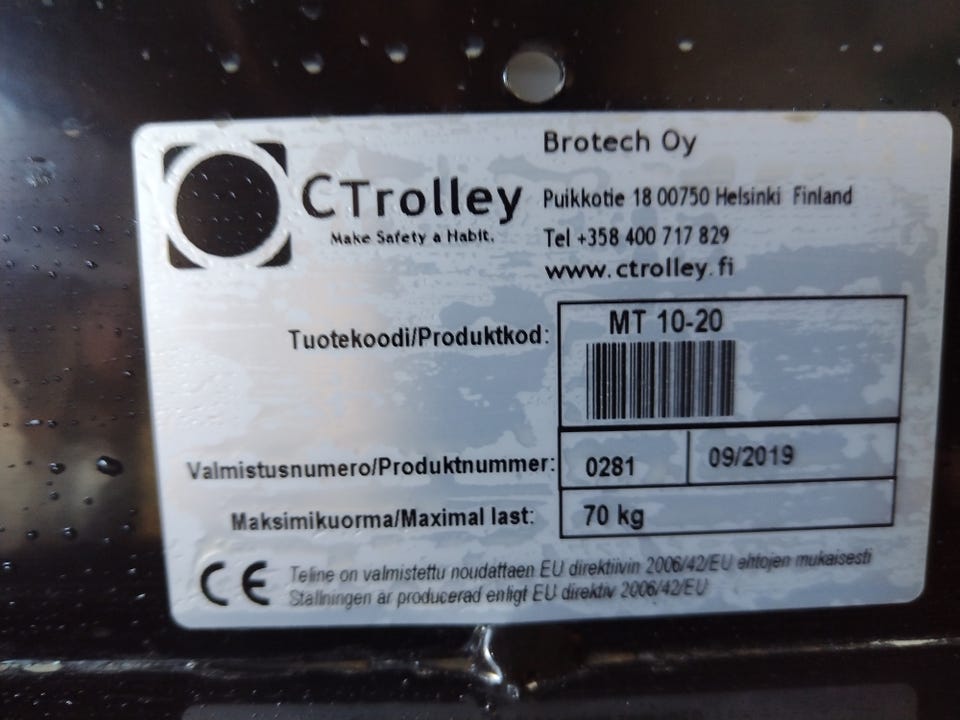 CTrolley
Make Safety a Habit.
Brotech Oy
Puikkotie 18 00750 Helsinki Finland
Tel +358 400 717 829
www.ctrolley.fi
Tuotekoodi/Produktkod: MT 10-20
Valmistusnumero/Produktnummer: 0281 09/2019
Maksimikuorma/Maximal last: 70 kg
CE
Teline on valmistettu noudattaen EU direktiivin 2006/42/EU ehtojen mukaisesti
Ställningen är producerad enligt EU direktiv 2006/42/EU